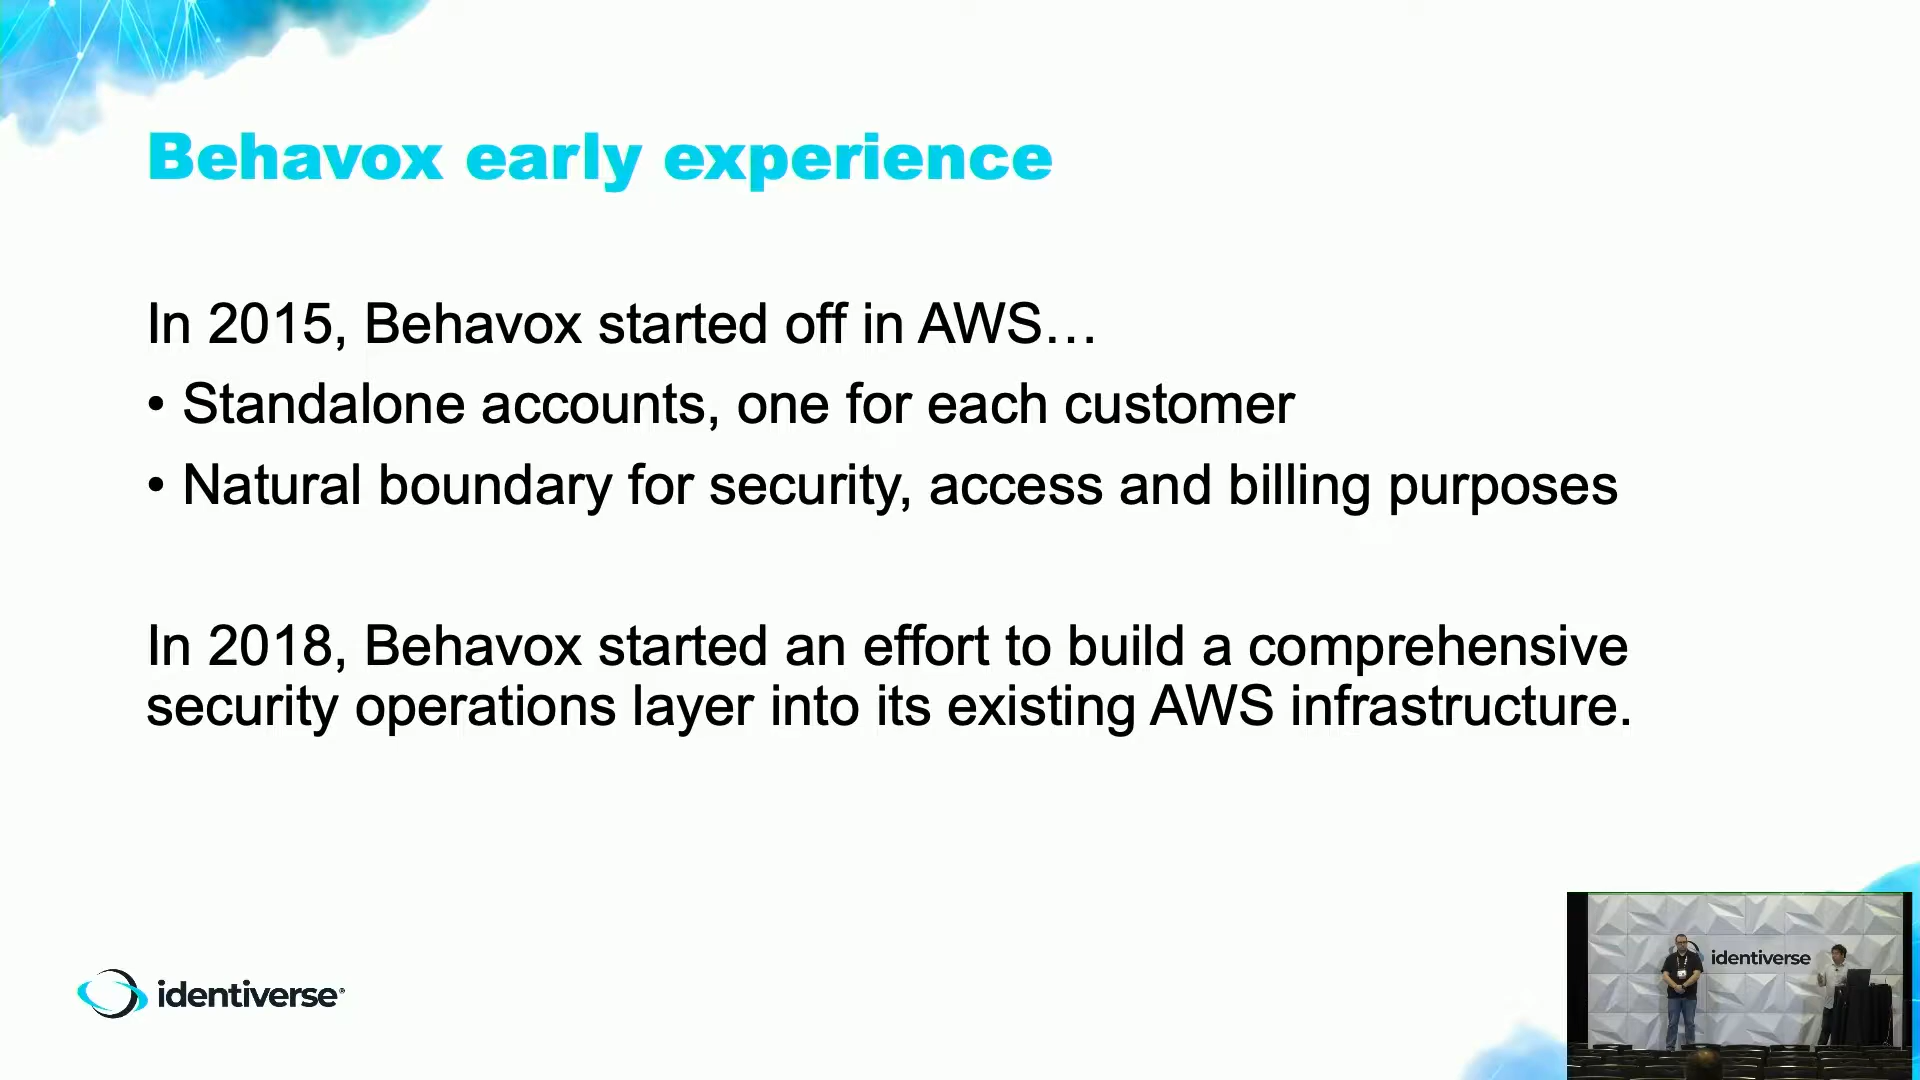 Behavox early experience
In 2015, Behavox started off in AWS…
• Standalone accounts, one for each customer
• Natural boundary for security, access and billing purposes
In 2018, Behavox started an effort to build a comprehensive
security operations layer into its existing AWS infrastructure.
identiverse®
identiverse